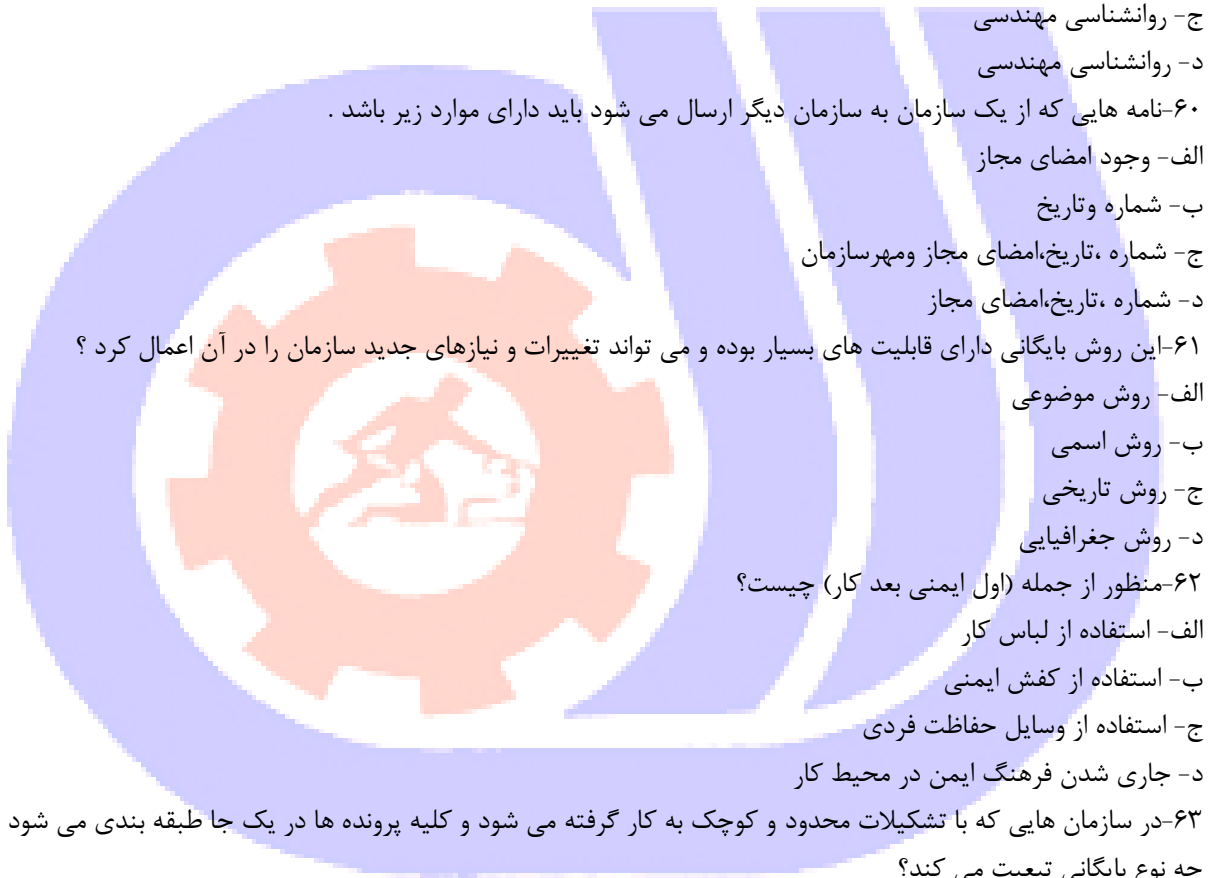 ج- روانشناسی مهندسی
د- روانشناسی مهندسی
۶۰-نامه هایی که از یک سازمان به سازمان دیگر ارسال می شود باید دارای موارد زیر باشد .
الف- وجود امضای مجاز
ب- شماره وتاریخ
ج- شماره ،تاریخ،امضای مجاز ومهرسازمان
د- شماره ،تاریخ،امضای مجاز
۶۱-این روش بایگانی دارای قابلیت های بسیار بوده و می تواند تغییرات و نیازهای جدید سازمان را در آن اعمال کرد ؟
الف- روش موضوعی
ب- روش اسمی
ج- روش تاریخی
د- روش جغرافیایی
۶۲-منظور از جمله (اول ایمنی بعد کار) چیست؟
الف- استفاده از لباس کار
ب- استفاده از کفش ایمنی
ج- استفاده از وسایل حفاظت فردی
د- جاری شدن فرهنگ ایمن در محیط کار
۶۳-در سازمان هایی که با تشکیلات محدود و کوچک به کار گرفته می شود و کلیه پرونده ها در یک جا طبقه بندی می شود
چه نوع بایگانی تبعیت می کند؟